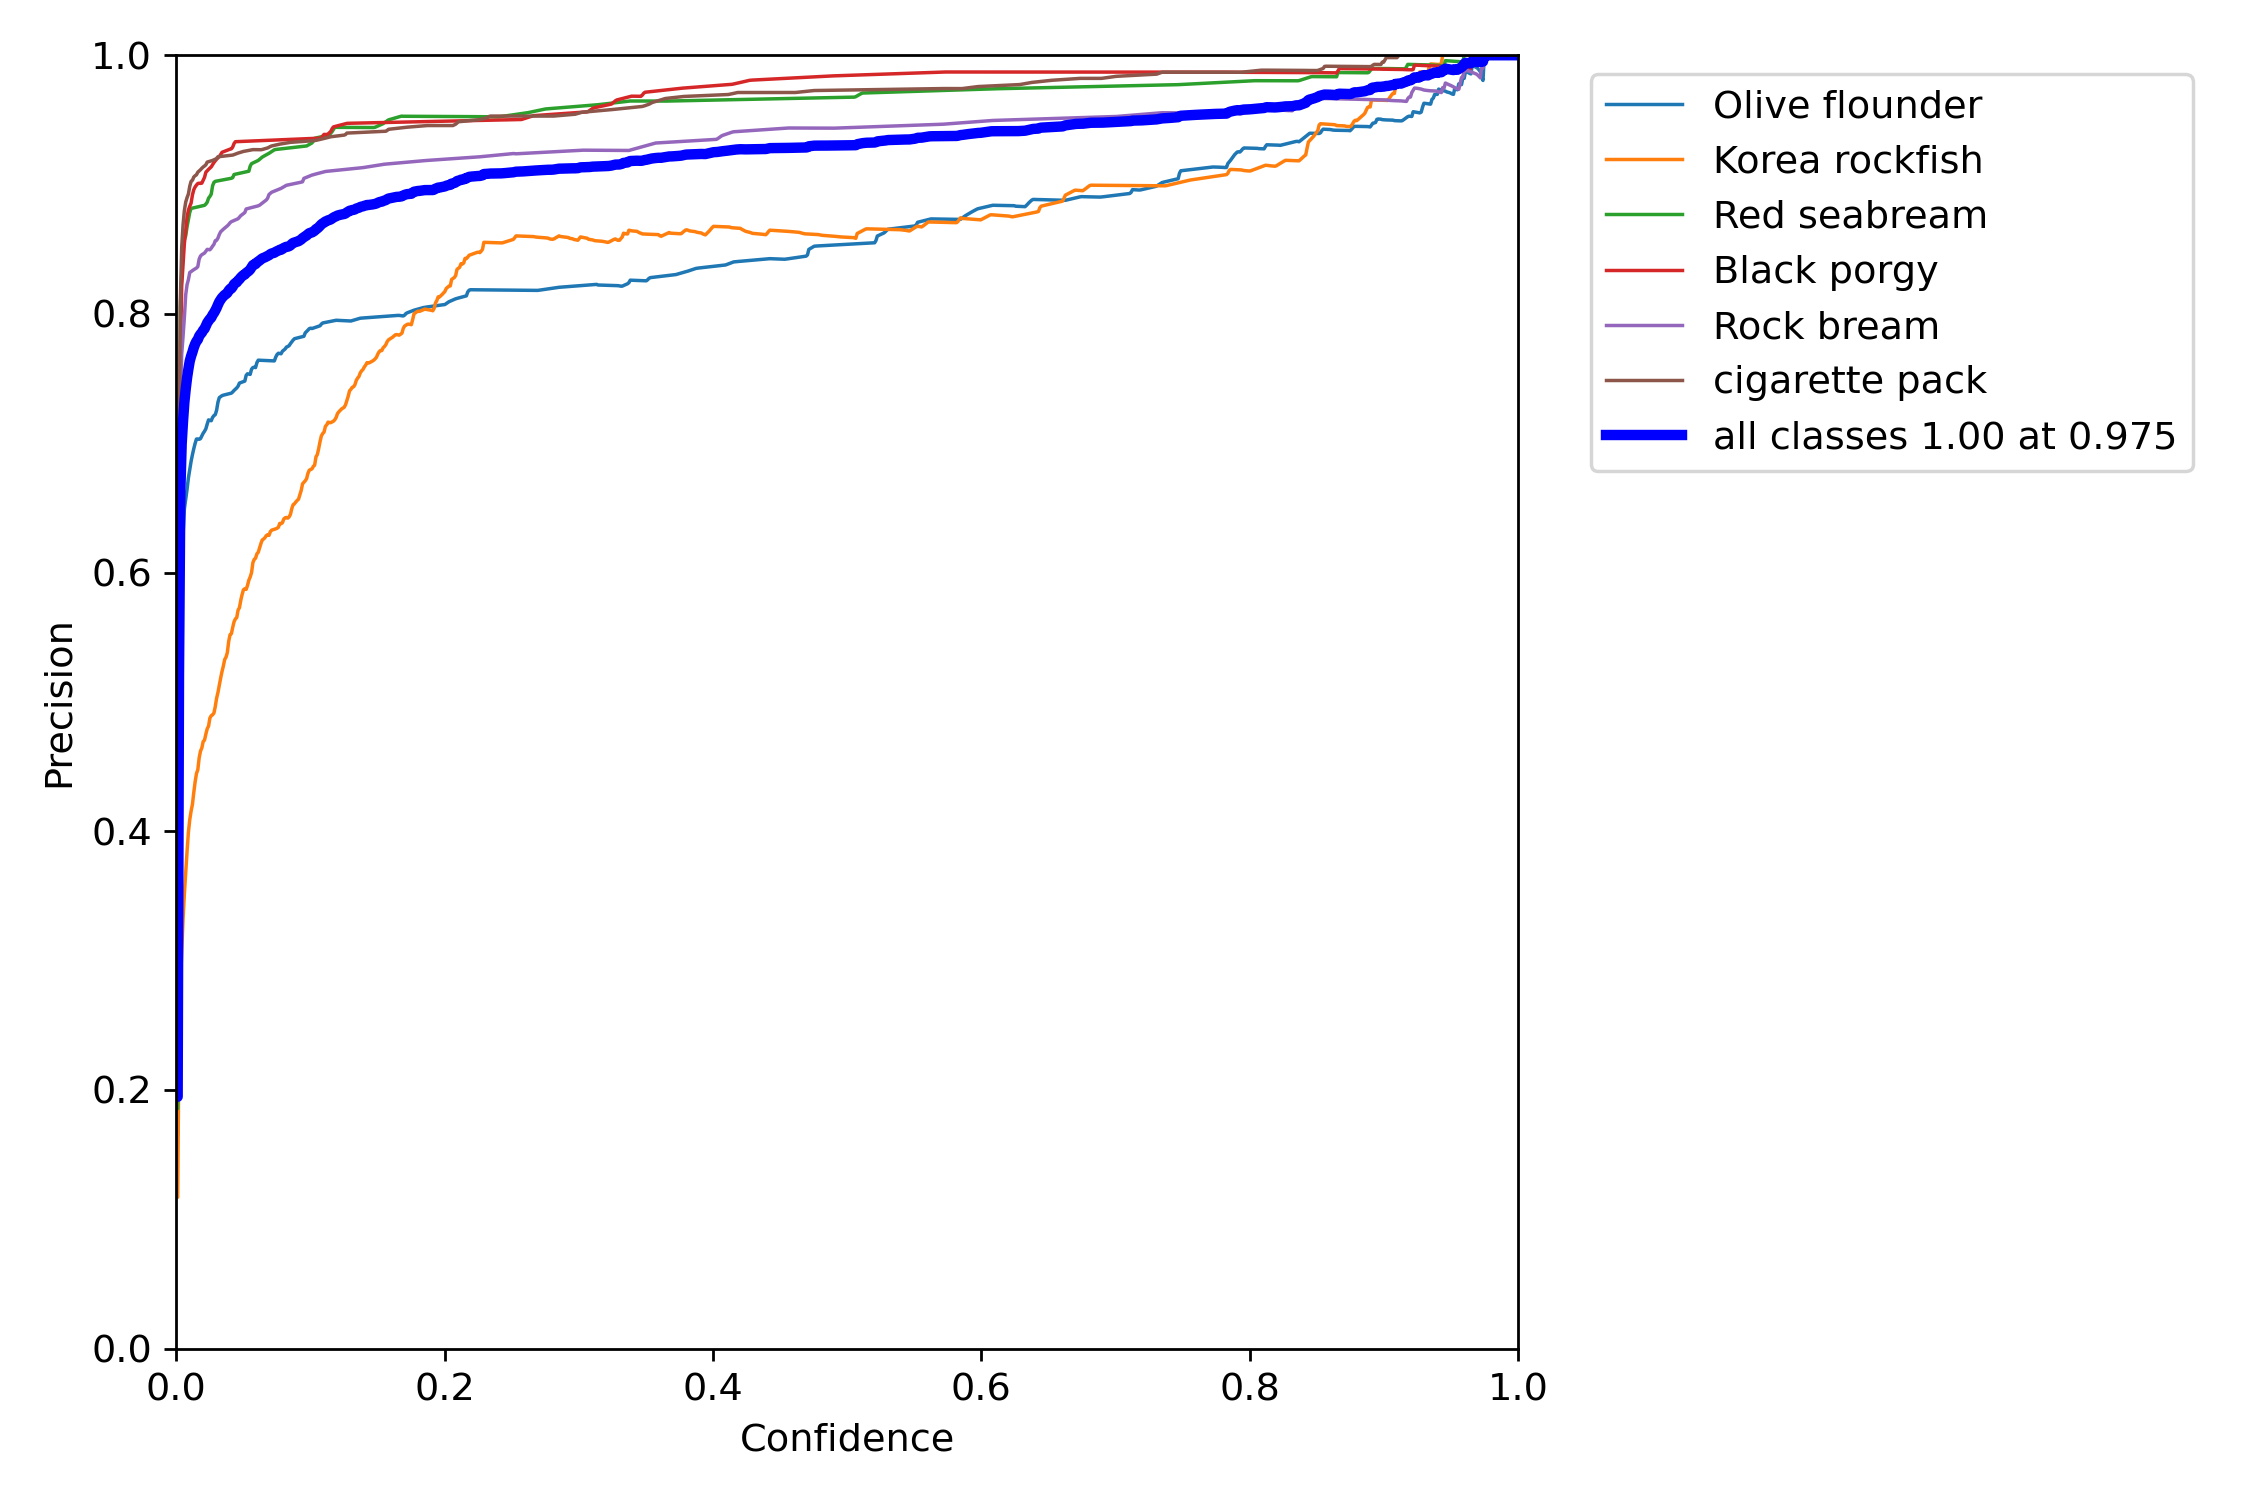 Precision
1.0
0.8
0.6
0.4
0.2
0.0
0.0 0.2 0.4 0.6 0.8 1.0
Confidence
Olive flounder
Korea rockfish
Red seabream
Black porgy
Rock bream
cigarette pack
all classes 1.00 at 0.975